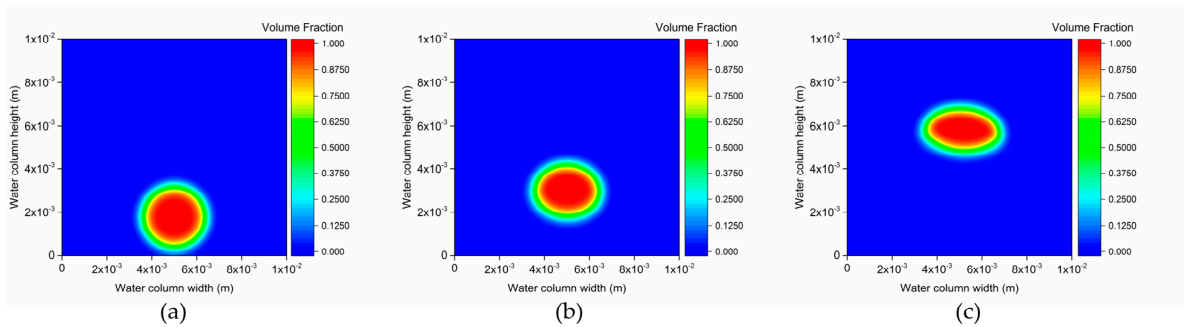 Volume Fraction
1x10⁻²
8x10⁻³
6x10⁻³
4x10⁻³
2x10⁻³
0
Water column height (m)
1.000
0.8750
0.7500
0.6250
0.5000
0.3750
0.2500
0.1250
0.000
0 2x10⁻³ 4x10⁻³ 6x10⁻³ 8x10⁻³ 1x10⁻²
Water column width (m)
(a)
Volume Fraction
1x10⁻²
8x10⁻³
6x10⁻³
4x10⁻³
2x10⁻³
0
Water column height (m)
1.000
0.8750
0.7500
0.6250
0.5000
0.3750
0.2500
0.1250
0.000
0 2x10⁻³ 4x10⁻³ 6x10⁻³ 8x10⁻³ 1x10⁻²
Water column width (m)
(b)
Volume Fraction
1x10⁻²
8x10⁻³
6x10⁻³
4x10⁻³
2x10⁻³
0
Water column height (m)
1.000
0.8750
0.7500
0.6250
0.5000
0.3750
0.2500
0.1250
0.000
0 2x10⁻³ 4x10⁻³ 6x10⁻³ 8x10⁻³ 1x10⁻²
Water column width (m)
(c)